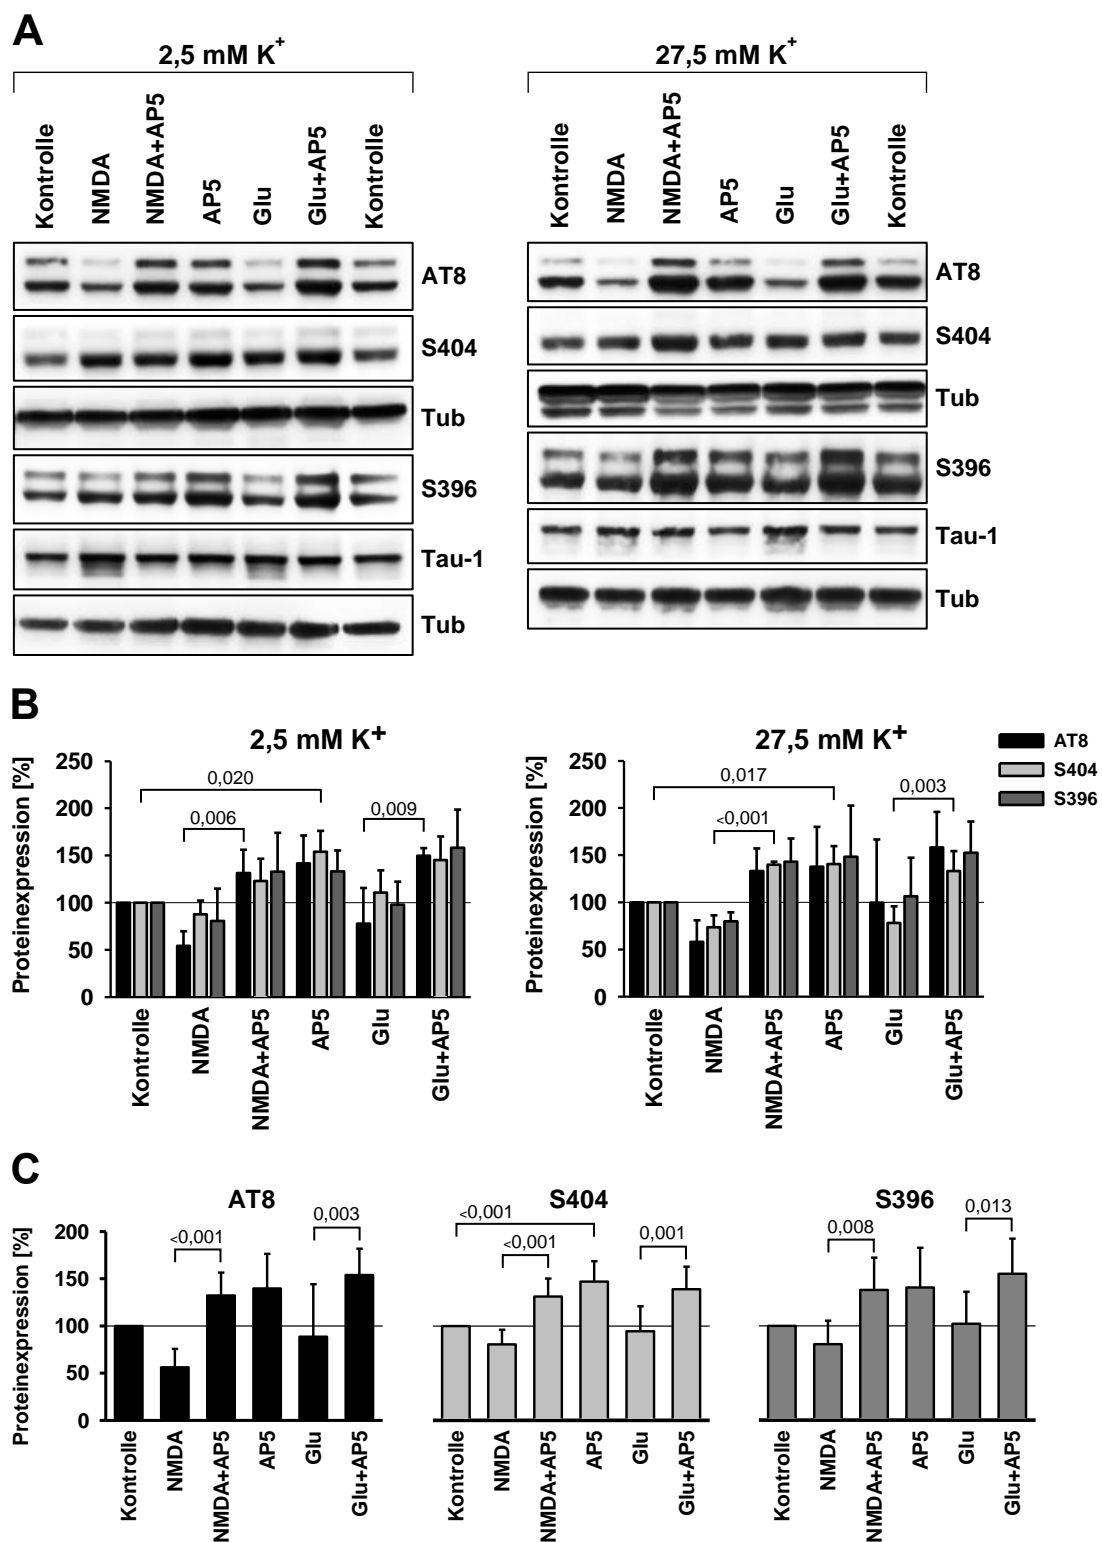 A
2,5 mM K+
27,5 mM K+
Kontrolle NMDA NMDA+AP5 AP5 Glu Glu+AP5 Kontrolle
Kontrolle NMDA NMDA+AP5 AP5 Glu Glu+AP5 Kontrolle
AT8
S404
Tub
S396
Tau-1
Tub
AT8
S404
Tub
S396
Tau-1
Tub
B
2,5 mM K+
Proteinexpression [%]
250
200
150
100
50
0
0,020
0,006
0,009
Kontrolle NMDA NMDA+AP5 AP5 Glu Glu+AP5
27,5 mM K+
Proteinexpression [%]
250
200
150
100
50
0
0,017
<0,001
0,003
Kontrolle NMDA NMDA+AP5 AP5 Glu Glu+AP5
AT8
S404
S396
C
AT8
Proteinexpression [%]
200
150
100
50
0
<0,001
0,003
Kontrolle NMDA NMDA+AP5 AP5 Glu Glu+AP5
S404
<0,001
<0,001
0,001
Kontrolle NMDA NMDA+AP5 AP5 Glu Glu+AP5
S396
0,008
0,013
Kontrolle NMDA NMDA+AP5 AP5 Glu Glu+AP5